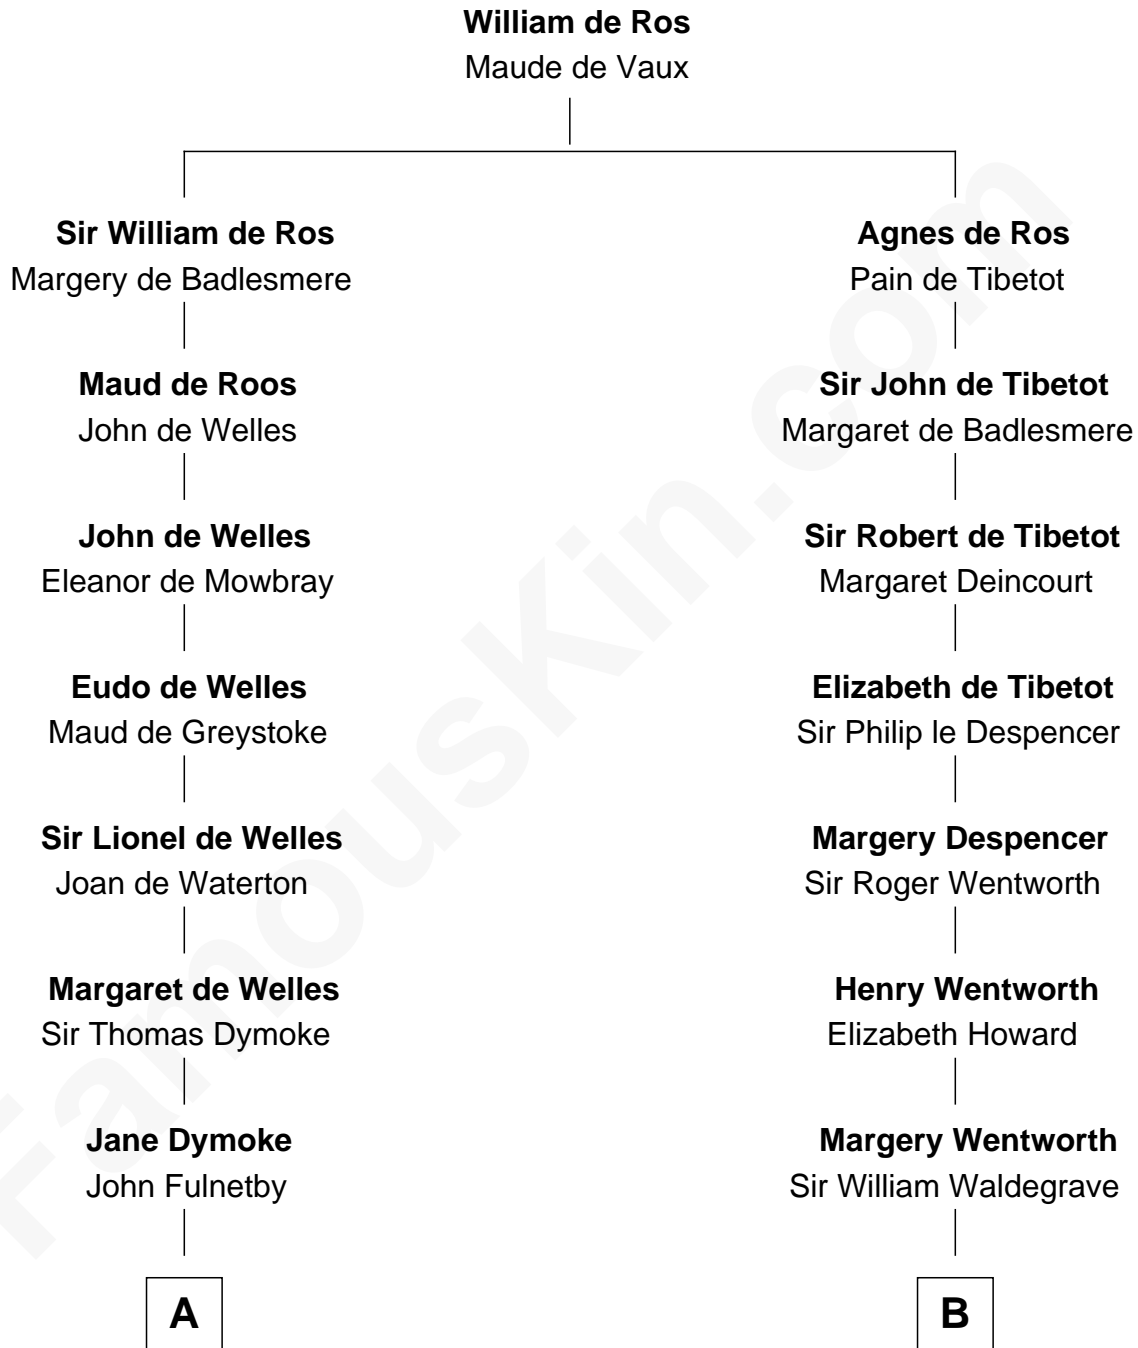 William de Ros
Maude de Vaux
Sir William de Ros
Margery de Badlesmere
Agnes de Ros
Pain de Tibetot
Maud de Roos
John de Welles
Sir John de Tibetot
Margaret de Badlesmere
John de Welles
Eleanor de Mowbray
Sir Robert de Tibetot
Margaret Deincourt
Eudo de Welles
Maud de Greystoke
Elizabeth de Tibetot
Sir Philip le Despencer
Sir Lionel de Welles
Joan de Waterton
Margery Despencer
Sir Roger Wentworth
Margaret de Welles
Sir Thomas Dymoke
Henry Wentworth
Elizabeth Howard
Jane Dymoke
John Fulnetby
Margery Wentworth
Sir William Waldegrave
A
B
FamousKin.com